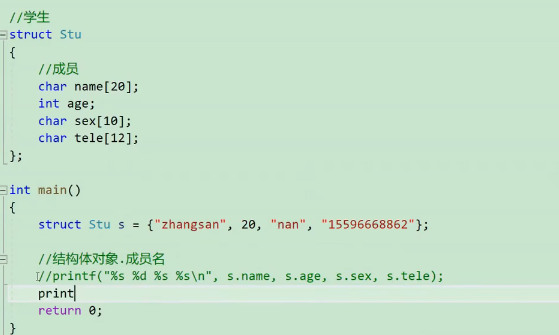 //学生
struct Stu
{
//成员
char name[20];
int age;
char sex[10];
char tele[12];
};
int main()
{
struct Stu s = {"zhangsan", 20, "nan", "15596668862"};
//结构体对象.成员名
//printf("%s %d %s %s\n", s.name, s.age, s.sex, s.tele);
print
return 0;
}